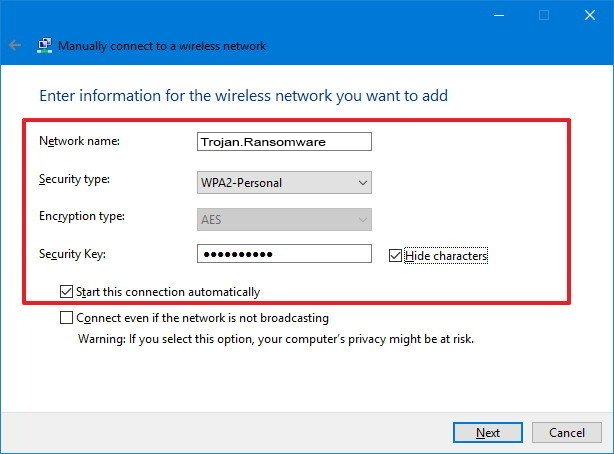 Manually connect to a wireless network
Enter information for the wireless network you want to add
Network name: Trojan.Ransomware
Security type: WPA2-Personal
Encryption type: AES
Security Key: ●●●●●●●●●● Hide characters
Start this connection automatically
Connect even if the network is not broadcasting
Warning: If you select this option, your computer's privacy might be at risk.
Next Cancel